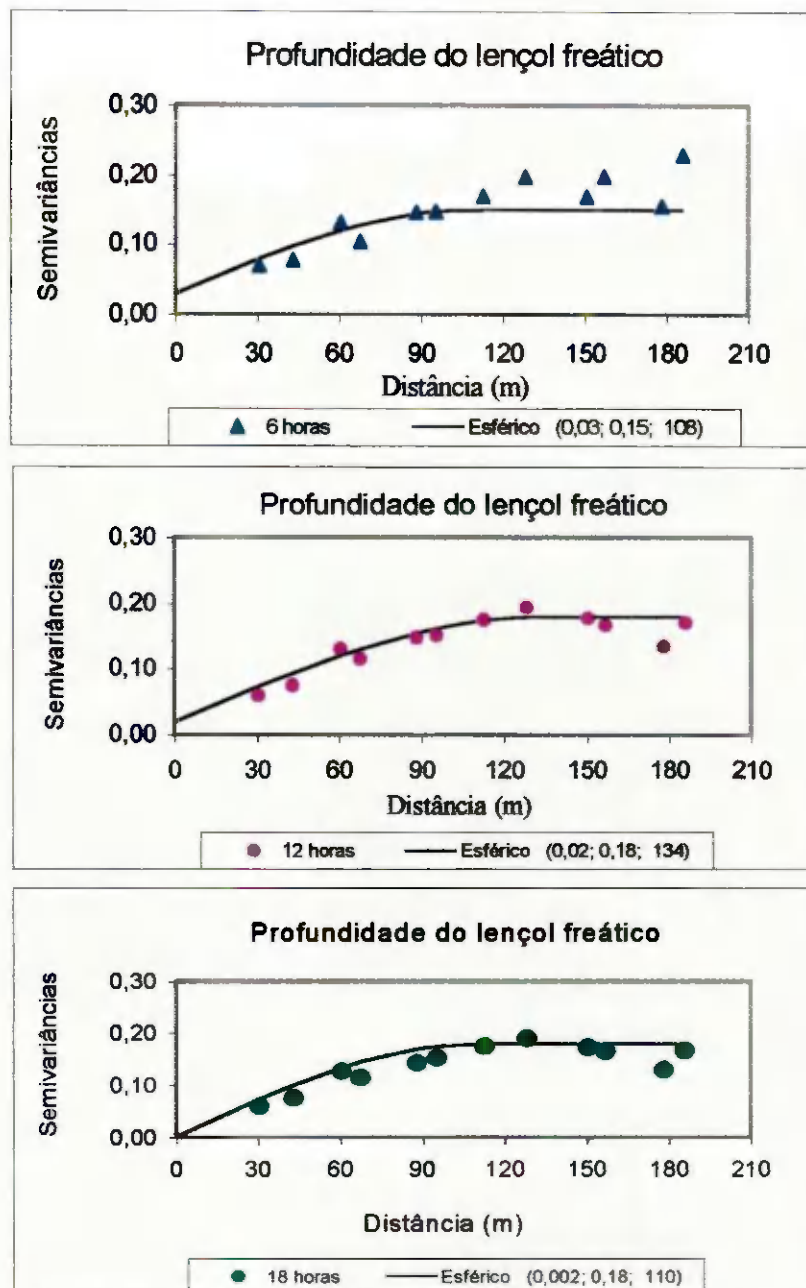 Profundidade do lençol freático
Semivariâncias
0,30
0,20
0,10
0,00
0 30 60 90 120 150 180 210
Distância (m)
6 horas Esférico (0,03; 0,15; 108)
Profundidade do lençol freático
Semivariâncias
0,30
0,20
0,10
0,00
0 30 60 90 120 150 180 210
Distância (m)
12 horas Esférico (0,02; 0,18; 134)
Profundidade do lençol freático
Semivariâncias
0,30
0,20
0,10
0,00
0 30 60 90 120 150 180 210
Distância (m)
18 horas Esférico (0,002; 0,18; 110)